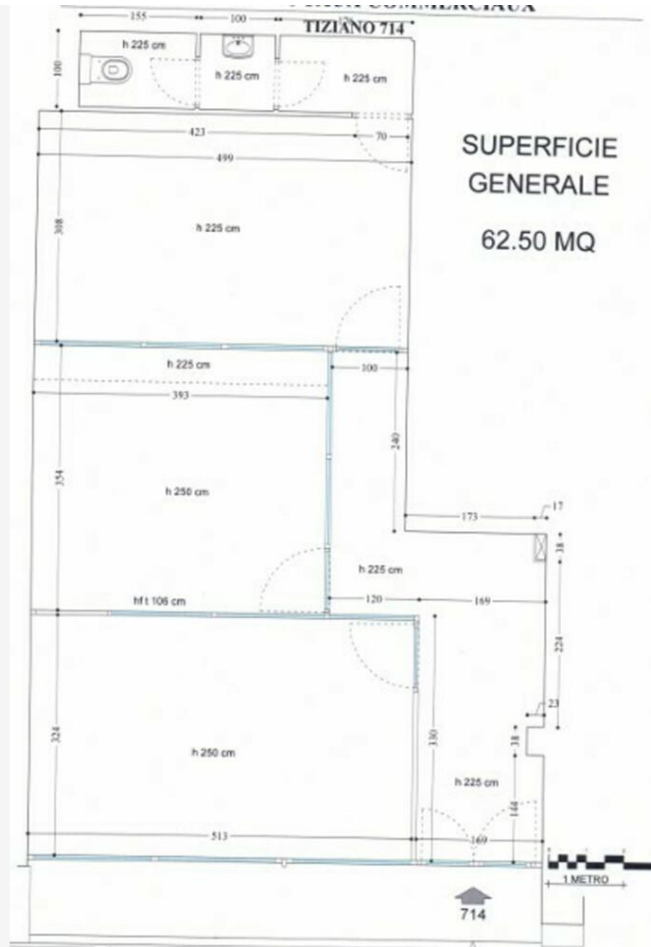 COMMERCIAUX
TIZIANO 714
155
100
h 225 cm
100
h 225 cm
h 225 cm
423
70
499
SUPERFICIE
GENERALE
62.50 MQ
308
h 225 cm
h 225 cm
100
393
240
354
h 250 cm
173
17
38
h 225 cm
hf t 106 cm
120
169
224
23
324
330
38
h 250 cm
h 225 cm
144
513
169
1 METRO
714